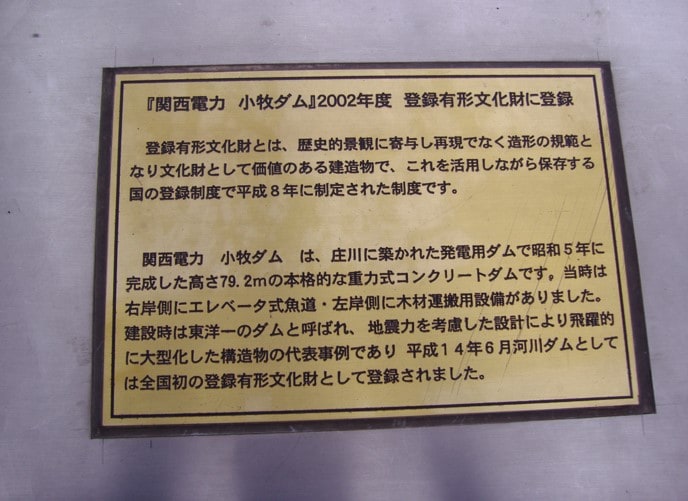 『関西電力　小牧ダム』2002年度　登録有形文化財に登録
登録有形文化財とは、歴史的景観に寄与し再現でなく造形の規範と
なり文化財として価値のある建造物で、これを活用しながら保存する
国の登録制度で平成８年に制定された制度です。
関西電力　小牧ダム　は、庄川に築かれた発電用ダムで昭和５年に
完成した高さ79.2mの本格的な重力式コンクリートダムです。当時は
右岸側にエレベータ式魚道・左岸側に木材運搬用設備がありました。
建設時は東洋一のダムと呼ばれ、地震力を考慮した設計により飛躍的
に大型化した構造物の代表事例であり 平成１４年６月河川ダムとして
は全国初の登録有形文化財として登録されました。